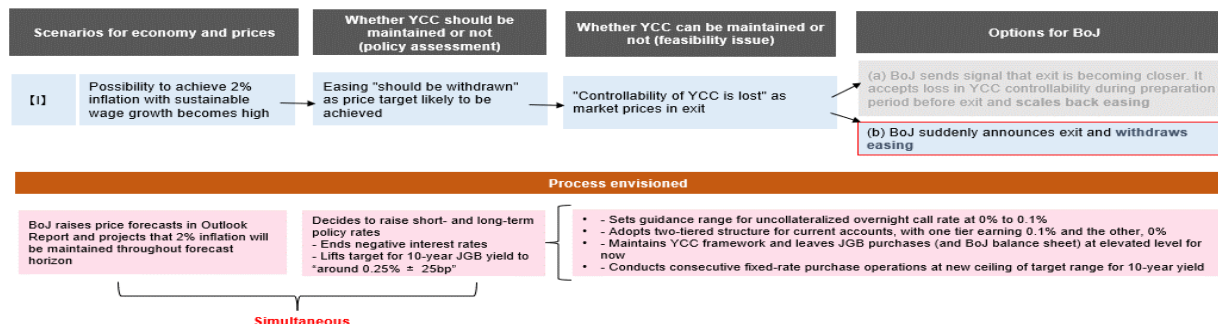 Scenarios for economy and prices
Whether YCC should be
maintained or not
(policy assessment)
Whether YCC can be maintained or
not (feasibility issue)
Options for BoJ
【I】
Possibility to achieve 2%
inflation with sustainable
wage growth becomes high
Easing "should be withdrawn"
as price target likely to be
achieved
"Controllability of YCC is lost" as
market prices in exit
(a) BoJ sends signal that exit is becoming closer. It
accepts loss in YCC controllability during preparation
period before exit and scales back easing
(b) BoJ suddenly announces exit and withdraws
easing
Process envisioned
BoJ raises price forecasts in Outlook
Report and projects that 2% inflation will
be maintained throughout forecast
horizon
Decides to raise short- and long-term
policy rates
- Ends negative interest rates
- Lifts target for 10-year JGB yield to
"around 0.25% ± 25bp"
• - Sets guidance range for uncollateralized overnight call rate at 0% to 0.1%
• - Adopts two-tiered structure for current accounts, with one tier earning 0.1% and the other, 0%
• - Maintains YCC framework and leaves JGB purchases (and BoJ balance sheet) at elevated level for
now
• - Conducts consecutive fixed-rate purchase operations at new ceiling of target range for 10-year yield
Simultaneous